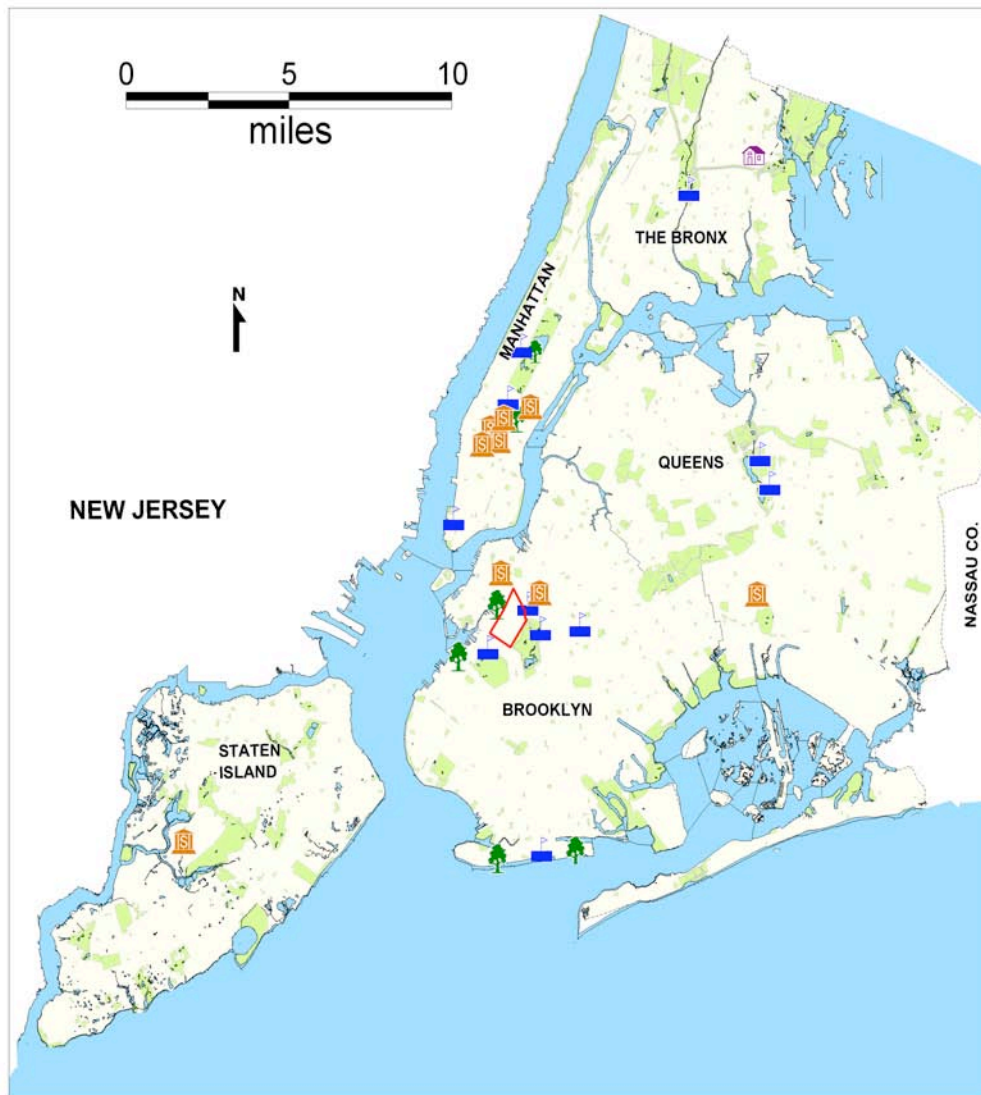 0 5 10
miles
N
THE BRONX
MANHATTAN
QUEENS
NEW JERSEY
NASSAU CO.
BROOKLYN
STATEN
ISLAND